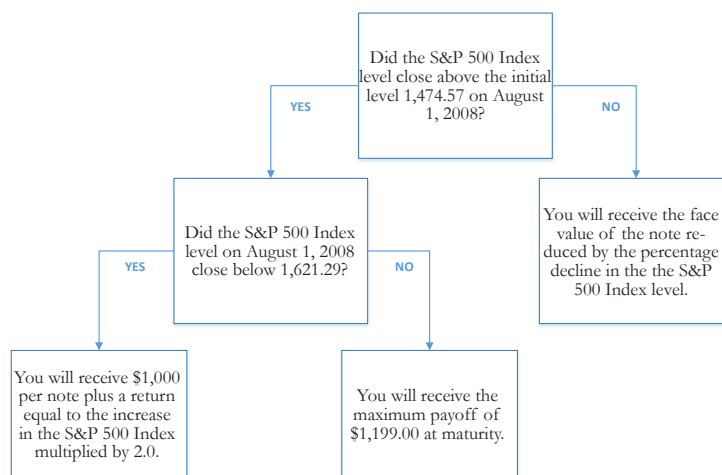 Did the S&P 500 Index
level close above the initial
level 1,474.57 on August
1, 2008?
YES
NO
Did the S&P 500 Index
level on August 1, 2008
close below 1,621.29?
You will receive the face
value of the note re-
duced by the percentage
decline in the the S&P
500 Index level.
YES
NO
You will receive $1,000
per note plus a return
equal to the increase
in the S&P 500 Index
multiplied by 2.0.
You will receive the
maximum payoff of
$1,199.00 at maturity.